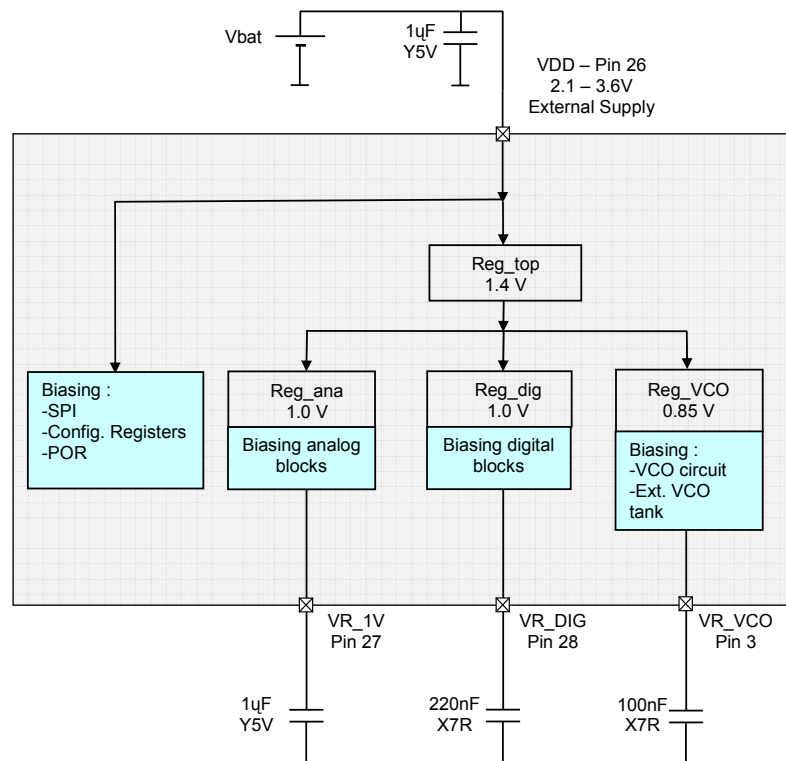 Vbat
1ųF
Y5V
VDD – Pin 26
2.1 – 3.6V
External Supply
Reg_top
1.4 V
Biasing :
-SPI
-Config. Registers
-POR
Reg_ana
1.0 V
Biasing analog
blocks
Reg_dig
1.0 V
Biasing digital
blocks
Reg_VCO
0.85 V
Biasing :
-VCO circuit
-Ext. VCO
tank
VR_1V
Pin 27
VR_DIG
Pin 28
VR_VCO
Pin 3
1ųF
Y5V
220nF
X7R
100nF
X7R